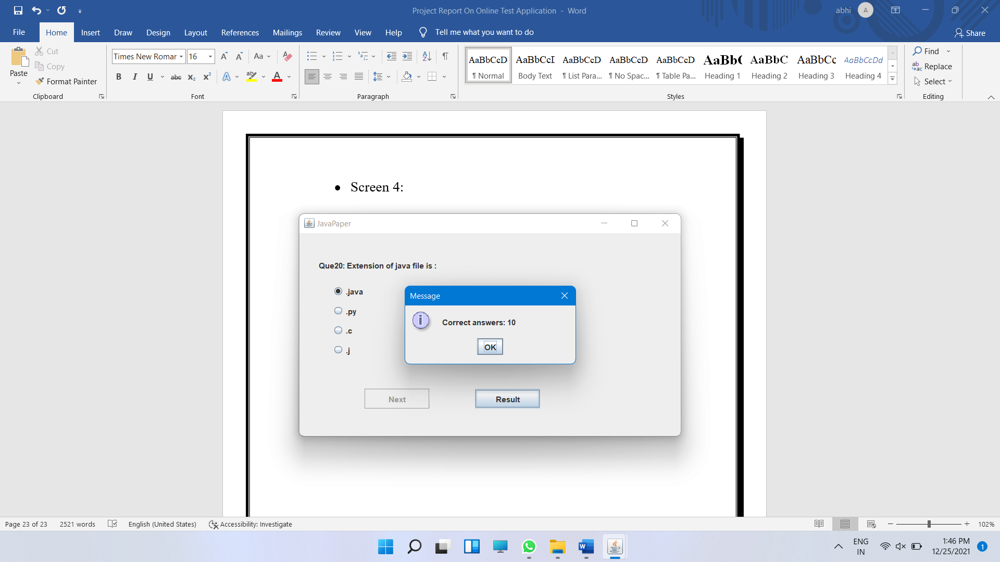 Project Report On Online Test Application - Word
abhi
A
File
Home
Insert
Draw
Design
Layout
References
Mailings
Review
View
Help
Tell me what you want to do
Share
Paste
Cut
Copy
Format Painter
Clipboard
Times New Roman
16
Aa
B I U abc x₂ x²
Font
Paragraph
AaBbCcD
¶ Normal
AaBbCcI
Body Text
AaBbCcD
¶ List Para...
AaBbCcD
¶ No Spac...
AaBbCcD
¶ Table Pa...
AaBb(
Heading 1
AaBbC
Heading 2
AaBbCc
Heading 3
AaBbCcDd
Heading 4
Styles
Find
Replace
Select
Editing
Screen 4:
JavaPaper
Que20: Extension of java file is :
.java
.py
.c
.j
Message
Correct answers: 10
OK
Next
Result
Page 23 of 23
2521 words
English (United States)
Accessibility: Investigate
102%
ENG
IN
1:46 PM
12/25/2021
1